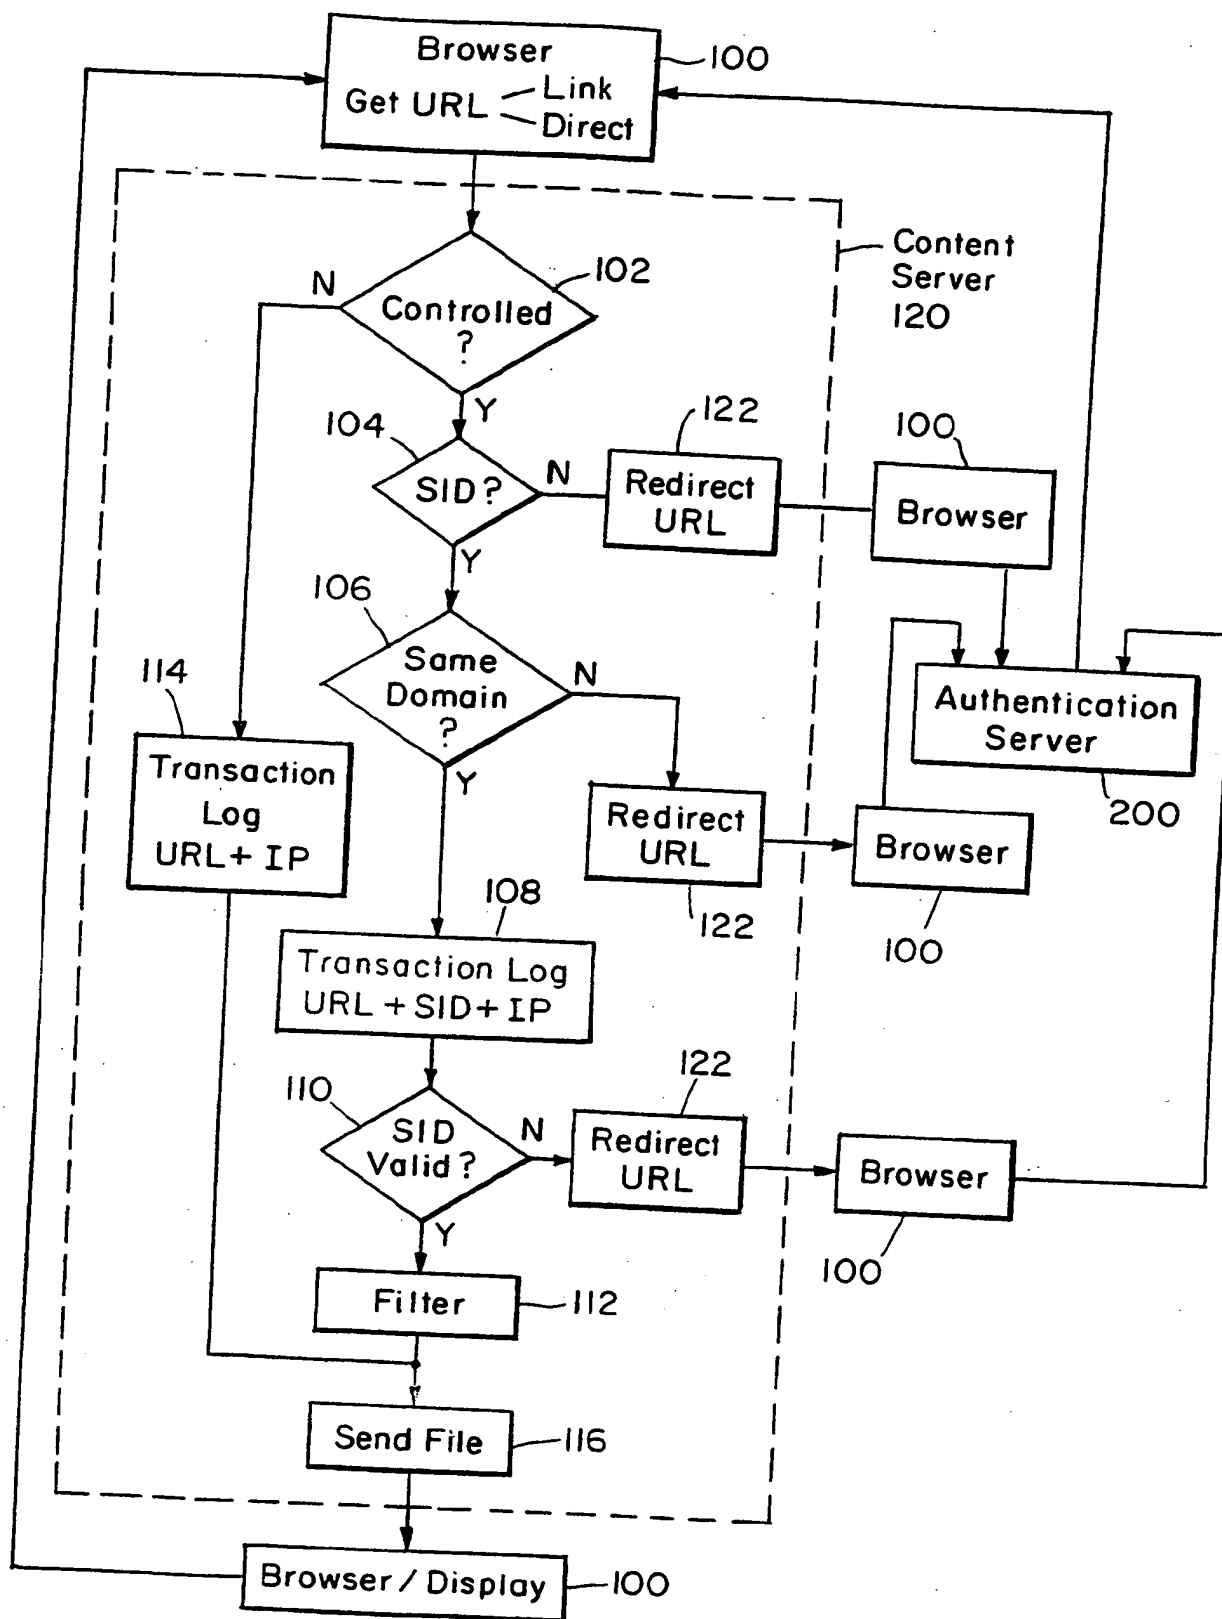 Browser
100
Get URL
Link
Direct
Content
Server
120
N
102
Controlled
?
Y
104
SID?
N
122
Redirect
URL
100
Browser
Y
106
Same
Domain
?
N
Y
114
Transaction
Log
URL+ IP
Authentication
Server
200
Redirect
URL
122
Browser
100
108
Transaction Log
URL + SID + IP
110
SID
Valid?
N
Y
122
Redirect
URL
Browser
100
Filter
112
Send File
116
Browser / Display
100